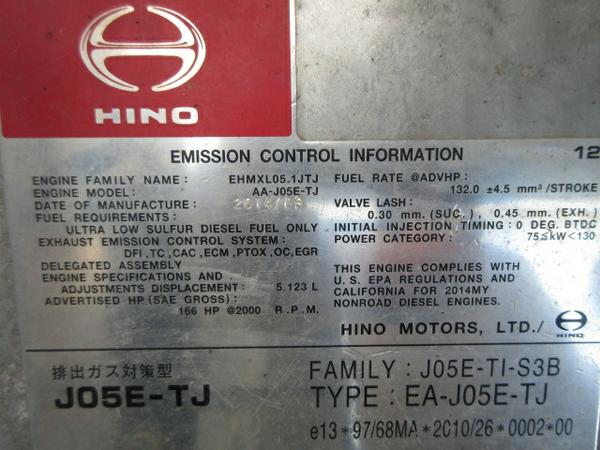 HINO
EMISSION CONTROL INFORMATION 12
ENGINE FAMILY NAME : EHMXL05.1JTJ
ENGINE MODEL: AA-J05E-TJ
DATE OF MANUFACTURE:
FUEL REQUIREMENTS:
ULTRA LOW SULFUR DIESEL FUEL ONLY
EXHAUST EMISSION CONTROL SYSTEM :
DFI ,TC ,CAC ,ECM ,PTOX ,OC,EGR
DELEGATED ASSEMBLY
ENGINE SPECIFICATIONS AND
ADJUSTMENTS DISPLACEMENT: 5.123 L
ADVERTISED HP (SAE GROSS):
166 HP @2000 R.P.M.
FUEL RATE @ADVHP:
132.0 ±4.5 mm³/STROKE
VALVE LASH:
0.30 mm. (SUC.) , 0.45 mm. (EXH.)
INITIAL INJECTION TIMING: 0 DEG. BTDC
POWER CATEGORY: 75≦kW<130
THIS ENGINE COMPLIES WITH
U.S. EPA REGULATIONS AND
CALIFORNIA FOR 2014MY
NONROAD DIESEL ENGINES.
HINO MOTORS, LTD./ HINO
排出ガス対策型
J05E-TJ
FAMILY : J05E-TI-S3B
TYPE : EA-J05E-TJ
e13*97/68MA*2010/26*0002*00